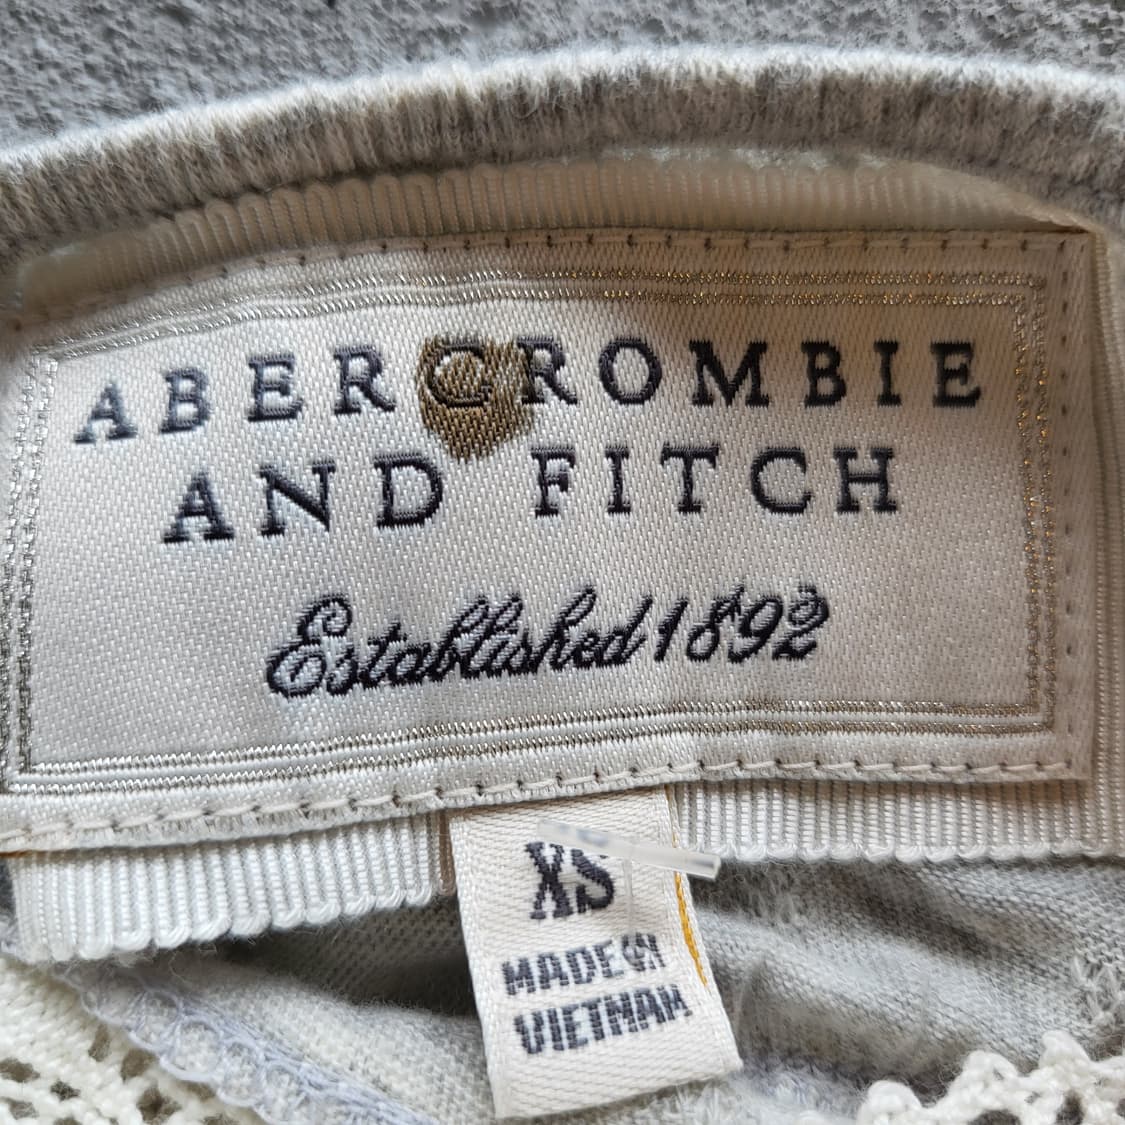 ABERCROMBIE
AND FITCH
Established 1892
XS
MADE IN
VIETNAM